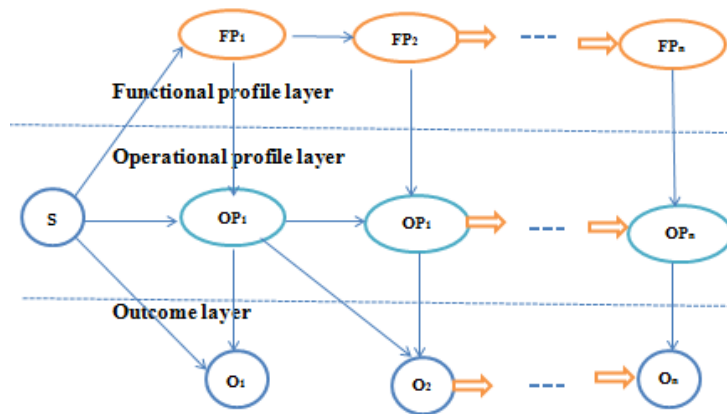 FP1 FP2 FPn
Functional profile layer
Operational profile layer
S OP1 OP1 OPn
Outcome layer
O1 O2 On